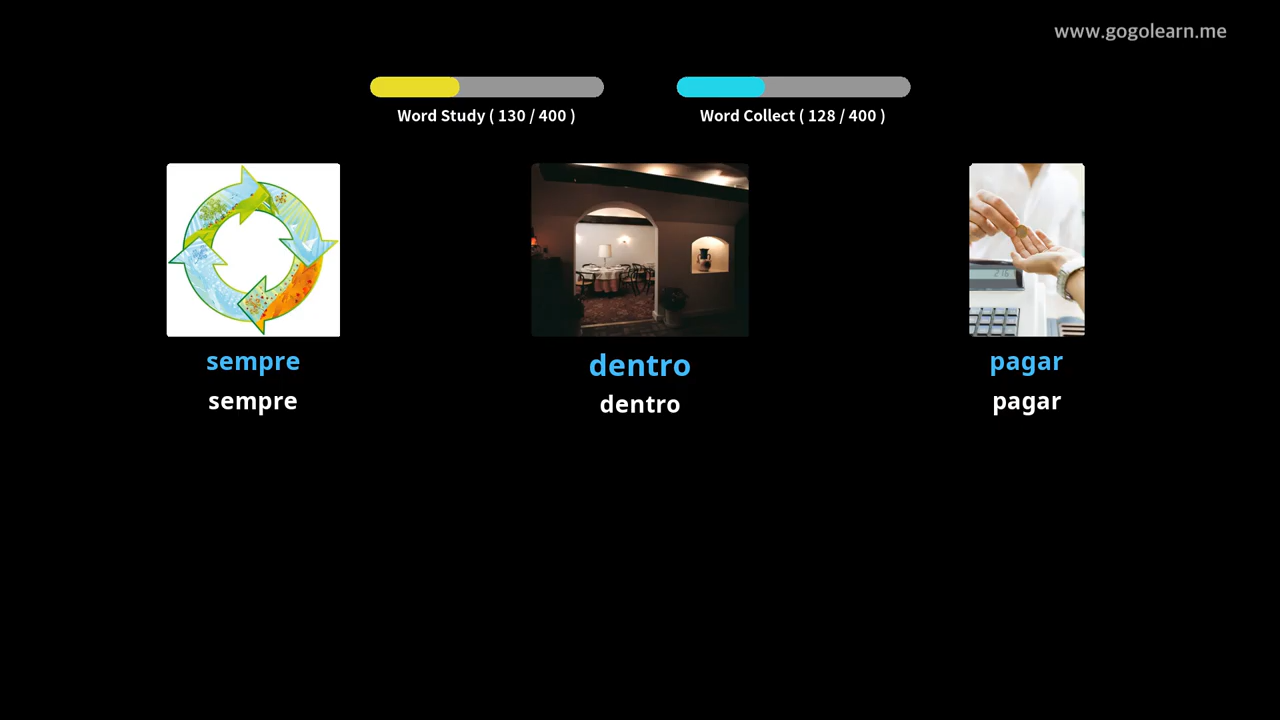 www.gogolearn.me
Word Study ( 130 / 400 )
Word Collect ( 128 / 400 )
sempre
dentro
pagar
sempre
dentro
pagar